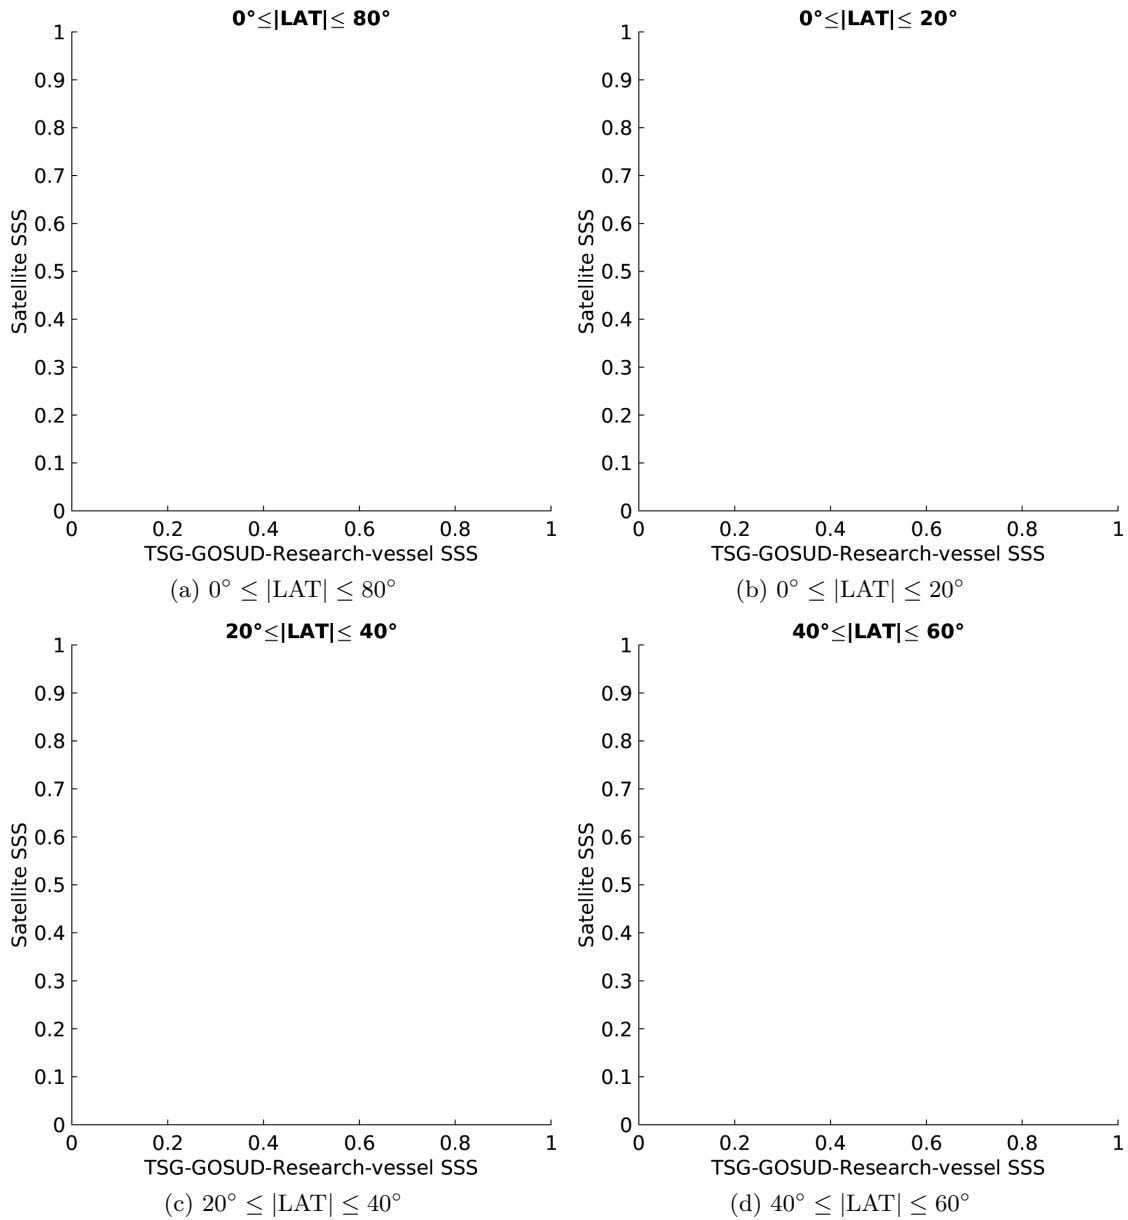 0°≤|LAT|≤ 80°
1
0.9
0.8
0.7
0.6
0.5
0.4
0.3
0.2
0.1
0
Satellite SSS
0 0.2 0.4 0.6 0.8 1
TSG-GOSUD-Research-vessel SSS
(a) 0° ≤ |LAT| ≤ 80°
0°≤|LAT|≤ 20°
1
0.9
0.8
0.7
0.6
0.5
0.4
0.3
0.2
0.1
0
Satellite SSS
0 0.2 0.4 0.6 0.8 1
TSG-GOSUD-Research-vessel SSS
(b) 0° ≤ |LAT| ≤ 20°
20°≤|LAT|≤ 40°
1
0.9
0.8
0.7
0.6
0.5
0.4
0.3
0.2
0.1
0
Satellite SSS
0 0.2 0.4 0.6 0.8 1
TSG-GOSUD-Research-vessel SSS
(c) 20° ≤ |LAT| ≤ 40°
40°≤|LAT|≤ 60°
1
0.9
0.8
0.7
0.6
0.5
0.4
0.3
0.2
0.1
0
Satellite SSS
0 0.2 0.4 0.6 0.8 1
TSG-GOSUD-Research-vessel SSS
(d) 40° ≤ |LAT| ≤ 60°